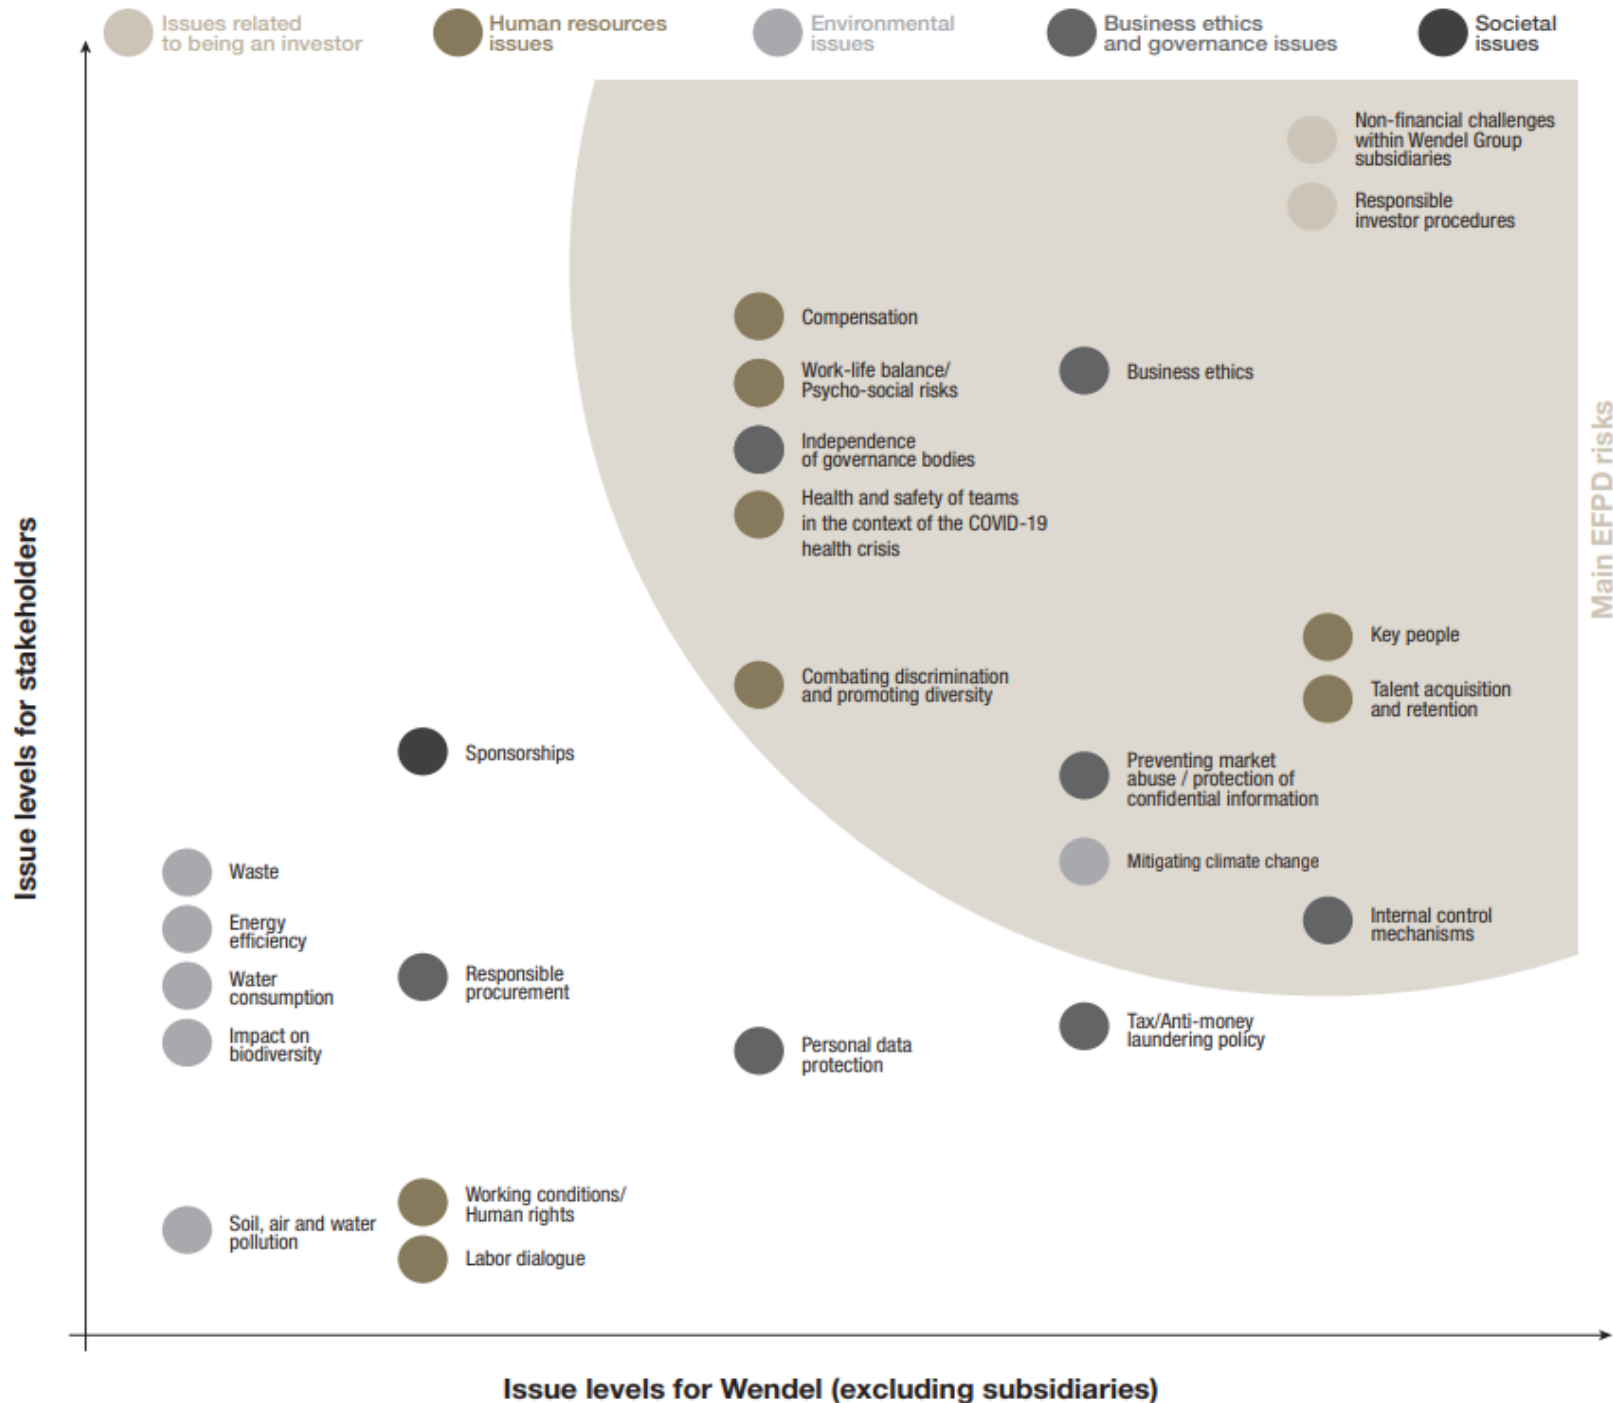 Issues related
to being an investor
Human resources
issues
Environmental
issues
Business ethics
and governance issues
Societal
issues
Non-financial challenges
within Wendel Group
subsidiaries
Responsible
investor procedures
Compensation
Work-life balance/
Psycho-social risks
Business ethics
Independence
of governance bodies
Health and safety of teams
in the context of the COVID-19
health crisis
Key people
Combating discrimination
and promoting diversity
Talent acquisition
and retention
Sponsorships
Preventing market
abuse / protection of
confidential information
Mitigating climate change
Waste
Internal control
mechanisms
Energy
efficiency
Responsible
procurement
Water
consumption
Tax/Anti-money
laundering policy
Impact on
biodiversity
Personal data
protection
Working conditions/
Human rights
Soil, air and water
pollution
Labor dialogue
Issue levels for stakeholders
Main EFPD risks
Issue levels for Wendel (excluding subsidiaries)